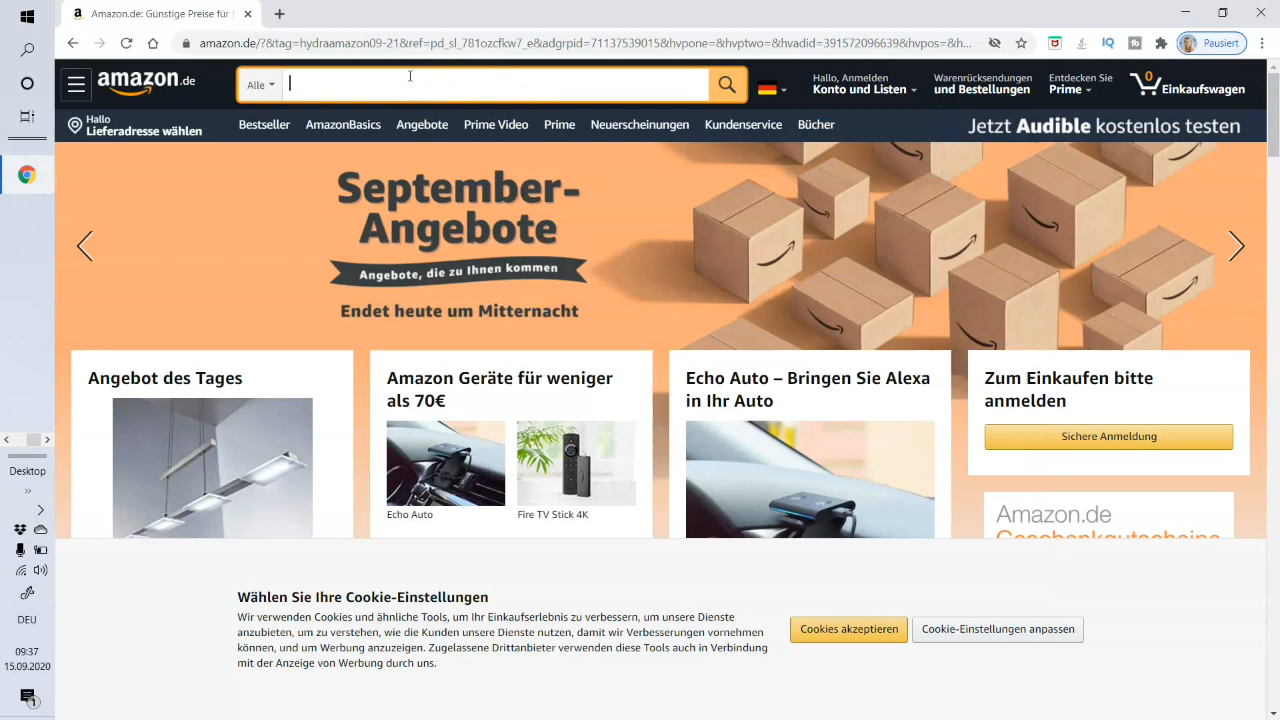 Amazon.de: Günstige Preise für
amazon.de/?&tag=hydraamazon09-21&ref=pd_sl_781ozcfkw7_e&adgrpid=71137539015&hvpone=&hvptwo=&hvadid=391572096639&hvpos=&h...
Pausiert
amazon.de
Alle
Hallo, Anmelden
Konto und Listen
Warenrücksendungen
und Bestellungen
Entdecken Sie
Prime
0
Einkaufswagen
Hallo
Lieferadresse wählen
Bestseller
AmazonBasics
Angebote
Prime Video
Prime
Neuerscheinungen
Kundenservice
Bücher
Jetzt Audible kostenlos testen
September-
Angebote
Angebote, die zu Ihnen kommen
Endet heute um Mitternacht
Angebot des Tages
Amazon Geräte für weniger
als 70€
Echo Auto
Fire TV Stick 4K
Echo Auto – Bringen Sie Alexa
in Ihr Auto
Zum Einkaufen bitte
anmelden
Sichere Anmeldung
Amazon.de
Geschenkgutscheine
Wählen Sie Ihre Cookie-Einstellungen
Wir verwenden Cookies und ähnliche Tools, um Ihr Einkaufserlebnis zu verbessern, um unsere Dienste
anzubieten, um zu verstehen, wie die Kunden unsere Dienste nutzen, damit wir Verbesserungen vornehmen
können, und um Werbung anzuzeigen. Zugelassene Drittanbieter verwenden diese Tools auch in Verbindung
mit der Anzeige von Werbung durch uns.
Cookies akzeptieren
Cookie-Einstellungen anpassen
Desktop
DEU
09:37
15.09.2020
1